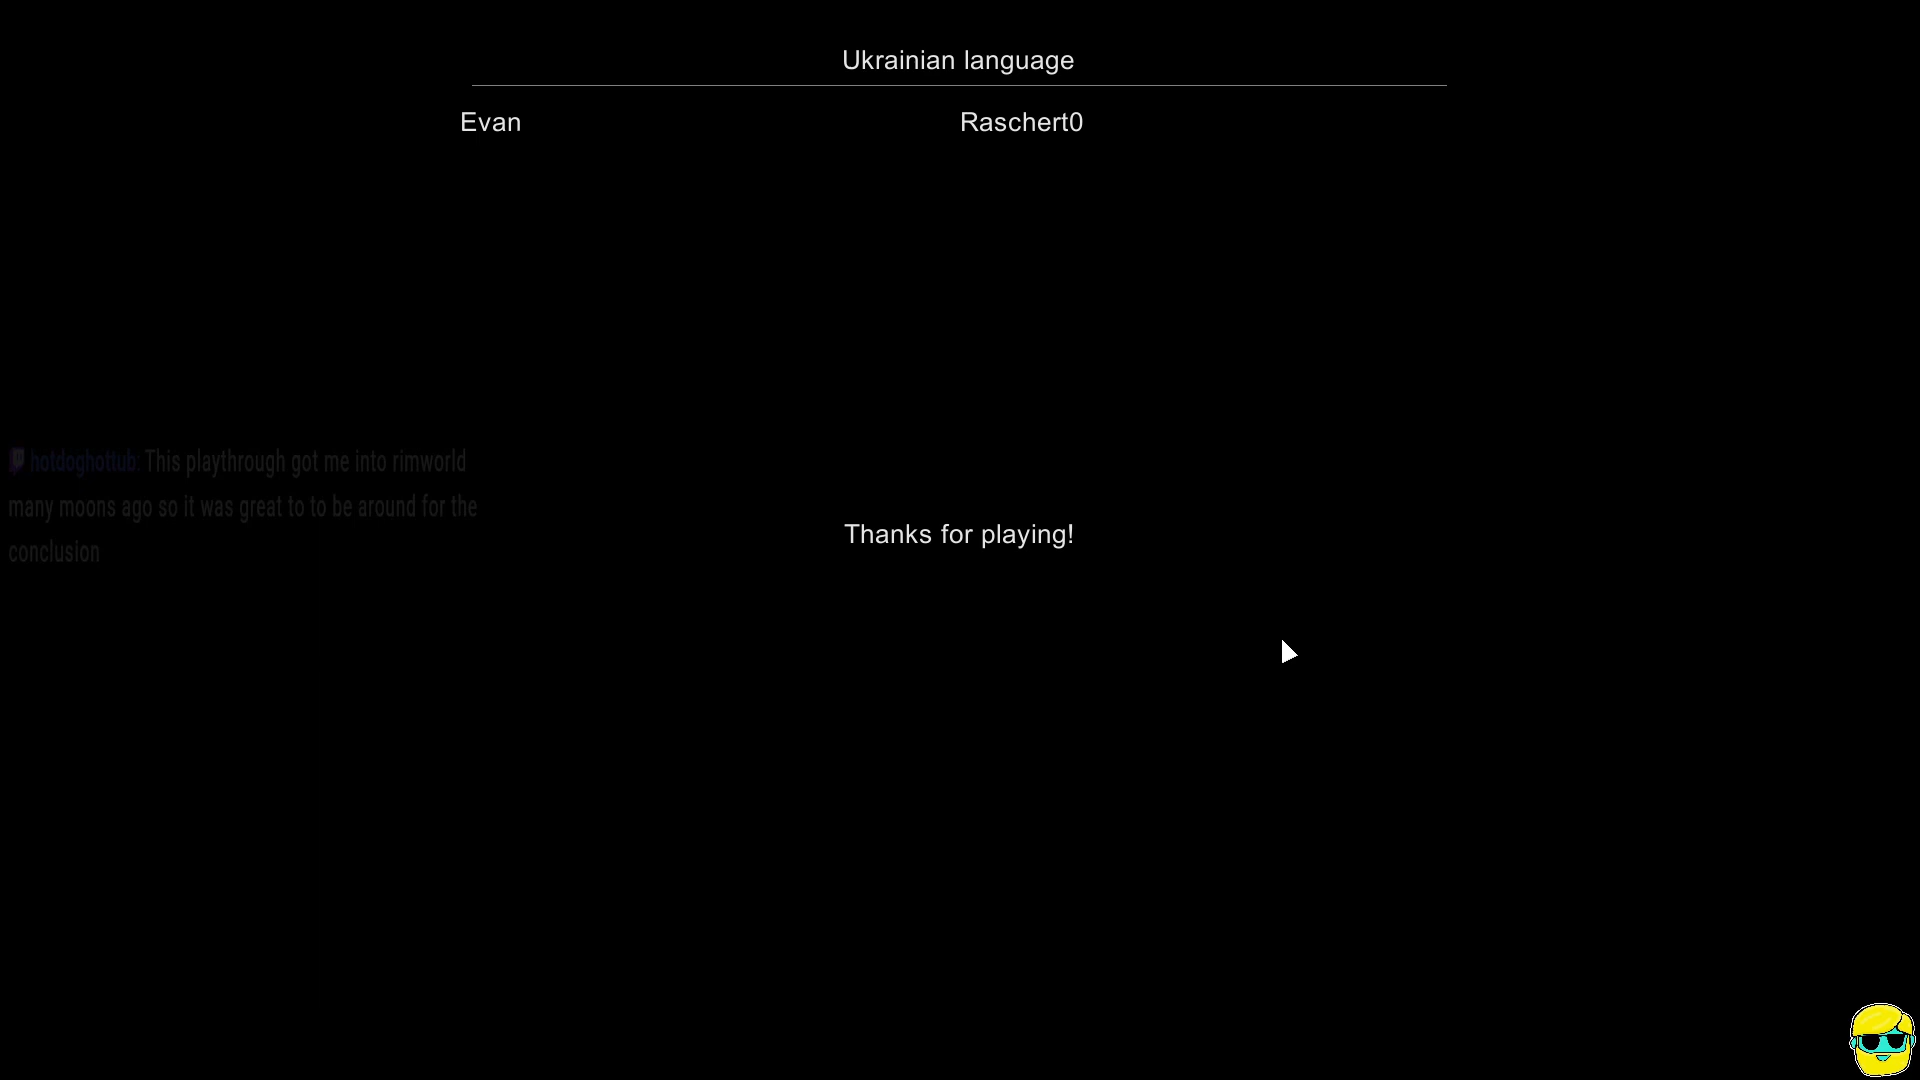 Ukrainian language
Evan Raschert0
hotdoghottub: This playthrough got me into rimworld
many moons ago so it was great to to be around for the
conclusion
Thanks for playing!